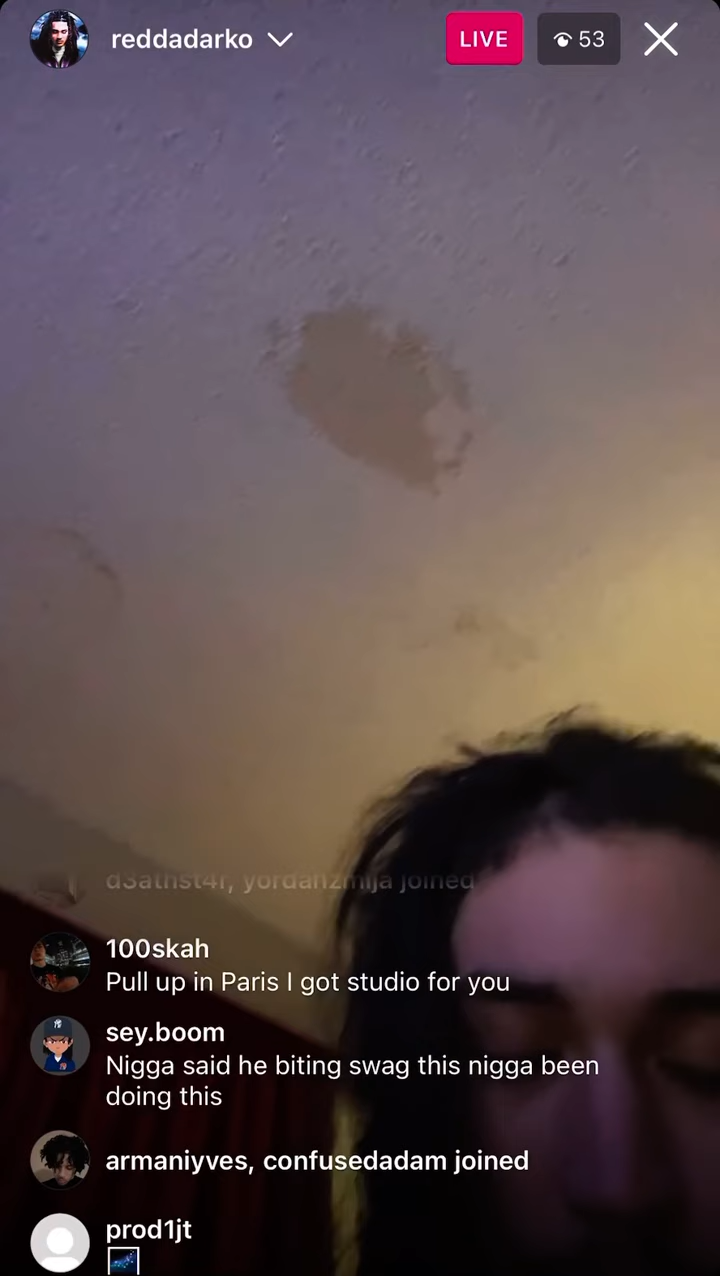 reddadarko
LIVE
53
joined
100skah
Pull up in Paris I got studio for you
sey.boom
Nigga said he biting swag this nigga been
doing this
armaniyves, confusedadam joined
prod1jt